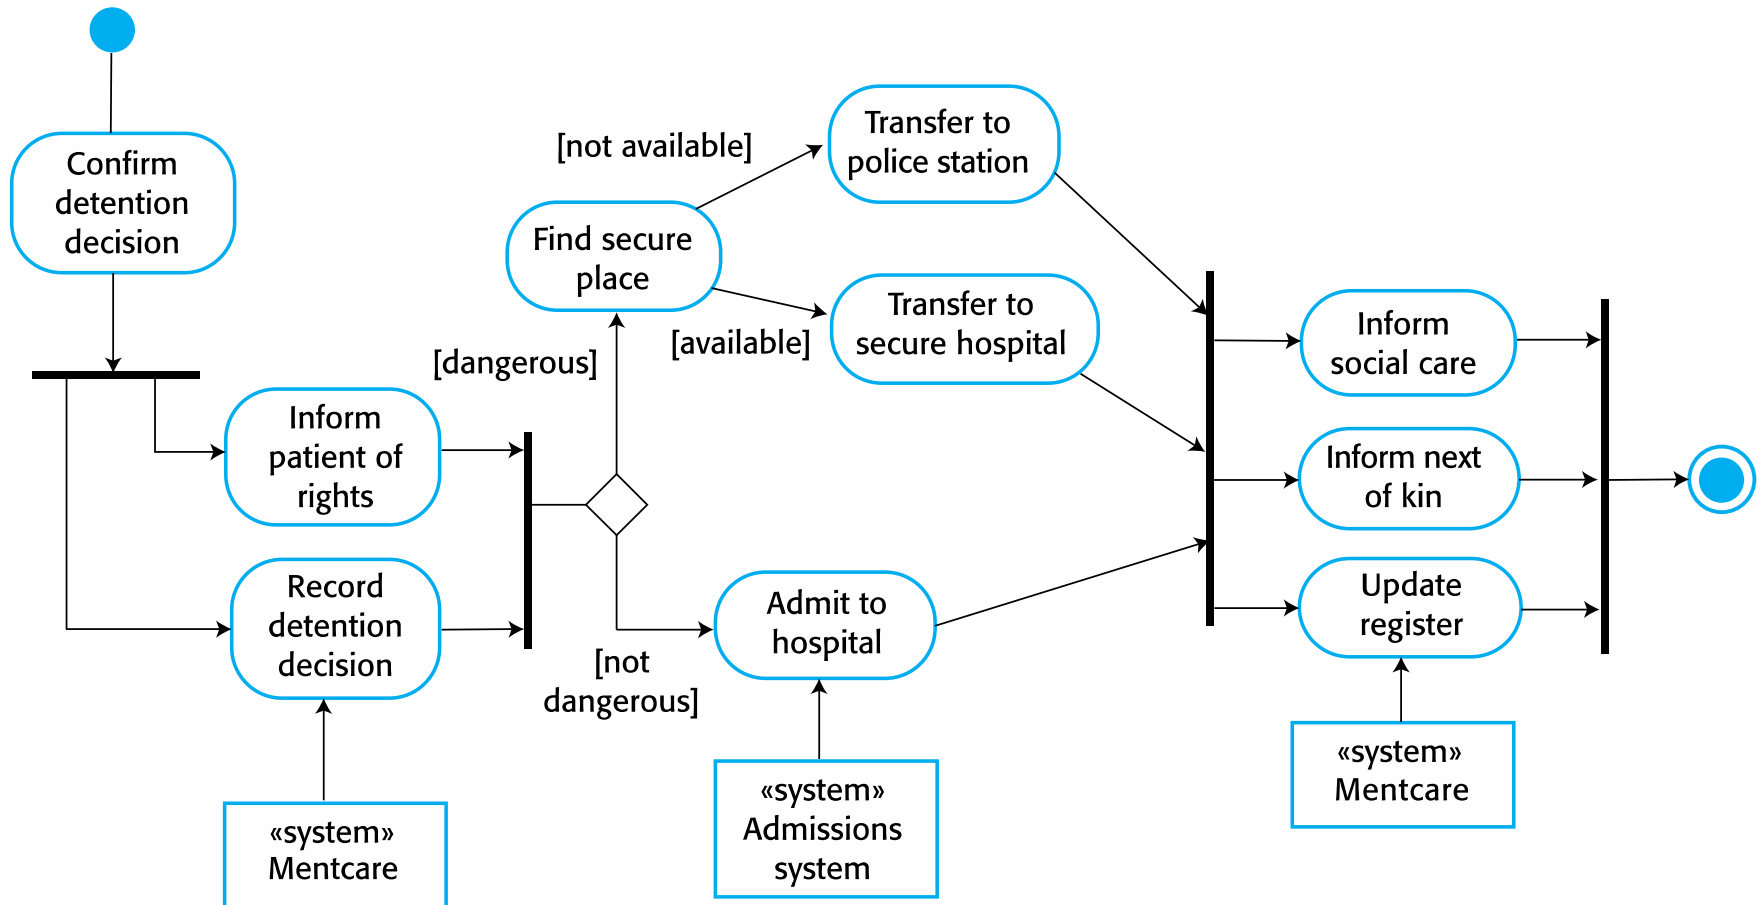 Confirm
detention
decision
Inform
patient of
rights
Record
detention
decision
«system»
Mentcare
[dangerous]
[not
dangerous]
Find secure
place
[not available]
[available]
Transfer to
police station
Transfer to
secure hospital
Admit to
hospital
«system»
Admissions
system
Inform
social care
Inform next
of kin
Update
register
«system»
Mentcare